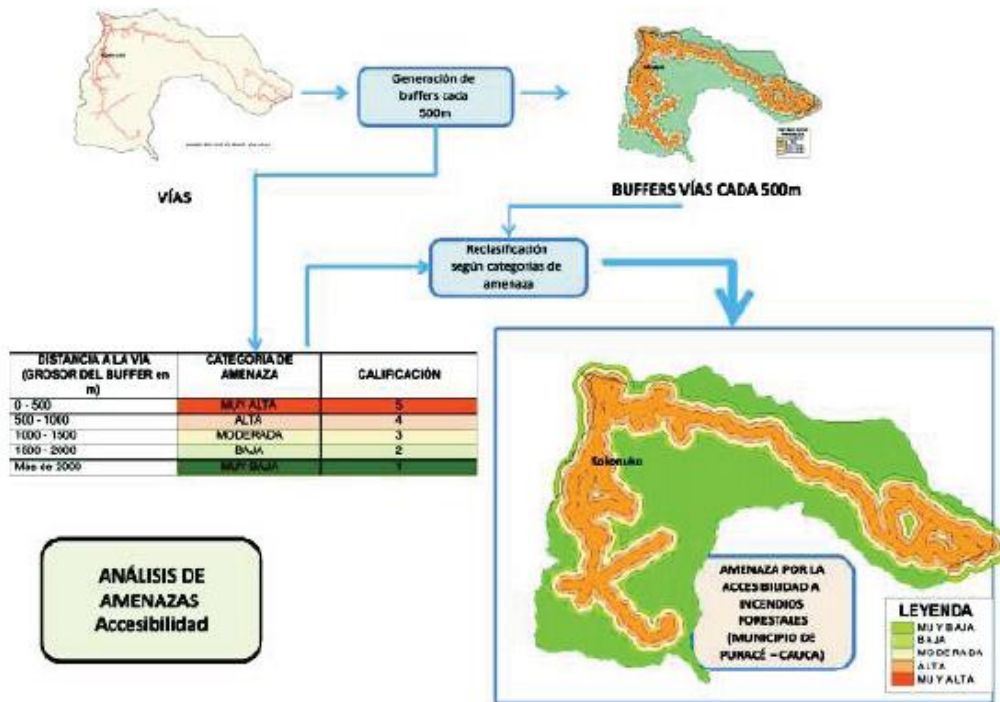 Generación de
buffers cada
500m
VÍAS
BUFFERS VÍAS CADA 500m
Reclasificación
según categorías de
amenaza
DISTANCIA A LA VÍA
(GROSOR DEL BUFFER en
m)
CATEGORIA DE
AMENAZA
CALIFICACIÓN
0 - 500
MUY ALTA
5
500 - 1000
ALTA
4
1000 - 1500
MODERADA
3
1500 - 2000
BAJA
2
Mas de 2000
MUY BAJA
1
ANÁLISIS DE
AMENAZAS
Accesibilidad
Kokonuko
AMENAZA POR LA
ACCESIBILIDAD A
INCENDIOS
FORESTALES
(MUNICIPIO DE
PURACÉ – CAUCA)
LEYENDA
MUY BAJA
BAJA
MODERADA
ALTA
MUY ALTA